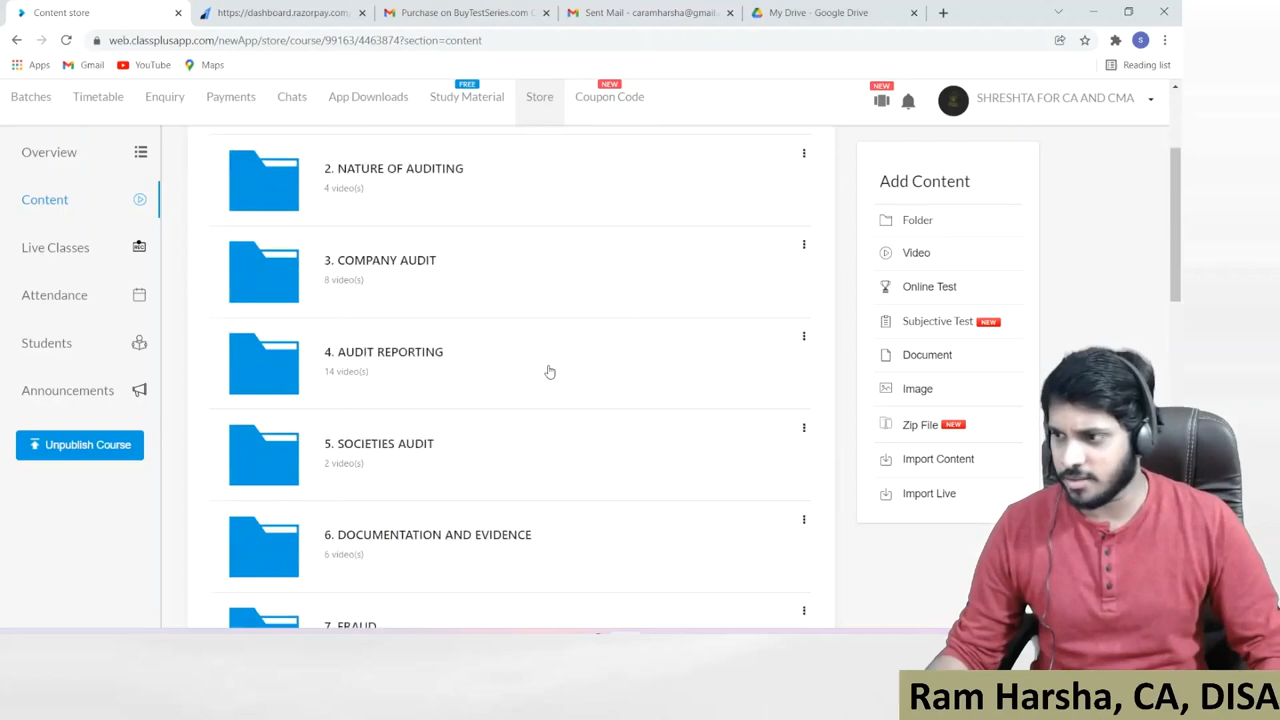 Content store
https://dashboard.razorpay.com,
Purchase on BuyTestSeries.com C
Sent Mail - caramharsha@gmail
My Drive - Google Drive
web.classplusapp.com/newApp/store/course/99163/4463874?section=content
S
Apps
Gmail
YouTube
Maps
Reading list
Batches
Timetable
Enquiry
Payments
Chats
App Downloads
FREE
Study Material
Store
NEW
Coupon Code
NEW
SHRESHTA FOR CA AND CMA
Overview
Content
Live Classes
REC
Attendance
Students
Announcements
Unpublish Course
2. NATURE OF AUDITING
4 video(s)
3. COMPANY AUDIT
8 video(s)
4. AUDIT REPORTING
14 video(s)
5. SOCIETIES AUDIT
2 video(s)
6. DOCUMENTATION AND EVIDENCE
6 video(s)
7. FRAUD
Add Content
Folder
Video
Online Test
Subjective Test NEW
Document
Image
Zip File NEW
Import Content
Import Live
Ram Harsha, CA, DISA